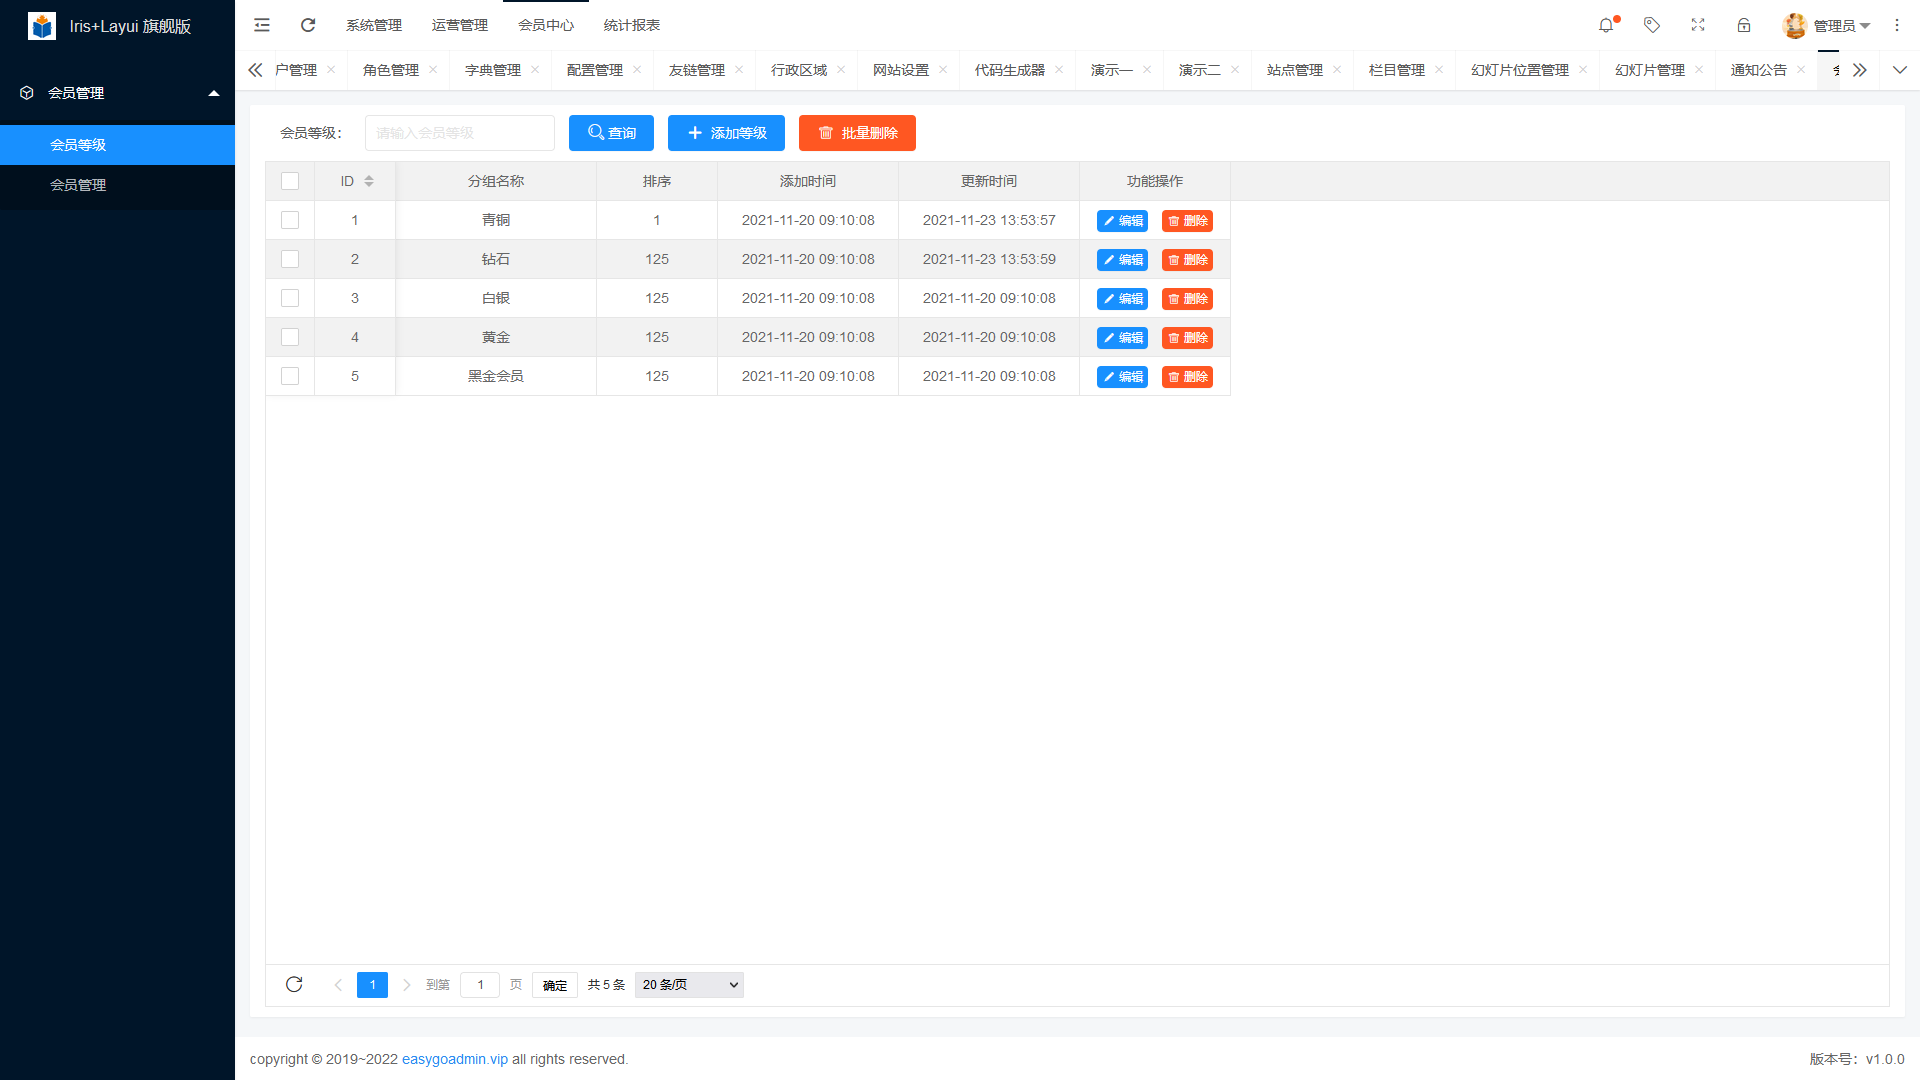 Iris+Layui 旗舰版
系统管理 运营管理 会员中心 统计报表
管理员
户管理 角色管理 字典管理 配置管理 友链管理 行政区域 网站设置 代码生成器 演示一 演示二 站点管理 栏目管理 幻灯片位置管理 幻灯片管理 通知公告
会员管理
会员等级
会员管理
会员等级： 请输入会员等级 查询 添加等级 批量删除
ID 分组名称 排序 添加时间 更新时间 功能操作
1 青铜 1 2021-11-20 09:10:08 2021-11-23 13:53:57 编辑 删除
2 钻石 125 2021-11-20 09:10:08 2021-11-23 13:53:59 编辑 删除
3 白银 125 2021-11-20 09:10:08 2021-11-20 09:10:08 编辑 删除
4 黄金 125 2021-11-20 09:10:08 2021-11-20 09:10:08 编辑 删除
5 黑金会员 125 2021-11-20 09:10:08 2021-11-20 09:10:08 编辑 删除
1 到第 1 页 确定 共 5 条 20 条/页
copyright © 2019~2022 easygoadmin.vip all rights reserved.
版本号：v1.0.0